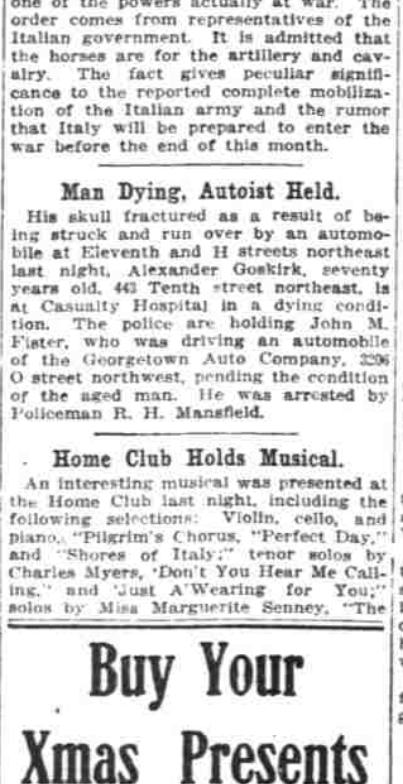 one of the powers actually at war. The
order comes from representatives of the
Italian government. It is admitted that
the horses are for the artillery and cav-
alry. The fact gives peculiar signifi-
cance to the reported complete mobiliza-
tion of the Italian army and the rumor
that Italy will be prepared to enter the
war before the end of this month.
Man Dying, Autoist Held.
His skull fractured as a result of be-
ing struck and run over by an automo-
bile at Eleventh and H streets northeast
last night, Alexander Goskirk, seventy
years old, 443 Tenth street northeast, is
at Casualty Hospital in a dying condi-
tion. The police are holding John M.
Fister, who was driving an automobile
of the Georgetown Auto Company, 3206
O street northwest, pending the condition
of the aged man. He was arrested by
Policeman R. H. Mansfield.
Home Club Holds Musical.
An interesting musical was presented at
the Home Club last night, including the
following selections: Violin, cello, and
piano, "Pilgrim's Chorus, "Perfect Day,"
and "Shores of Italy;" tenor solos by
Charles Myers, 'Don't You Hear Me Call-
ing," and 'Just A'Wearing for You;"
solos by Miss Marguerite Senney, "The
Buy Your
Xmas Presents